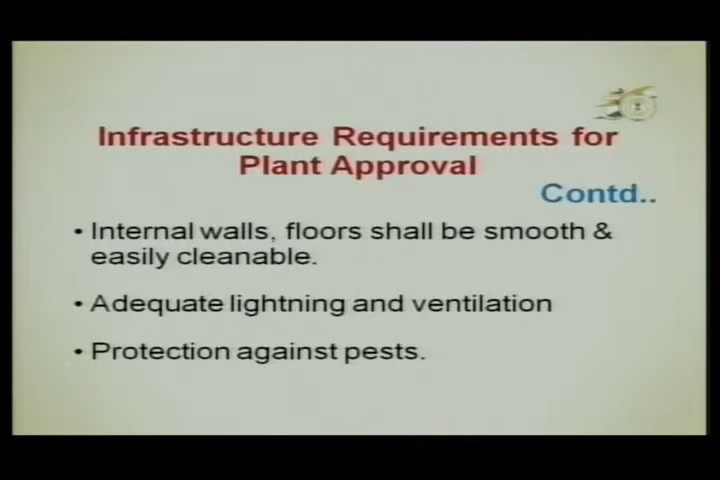 Infrastructure Requirements for
Plant Approval
Contd..
• Internal walls, floors shall be smooth &
easily cleanable.
• Adequate lightning and ventilation
• Protection against pests.